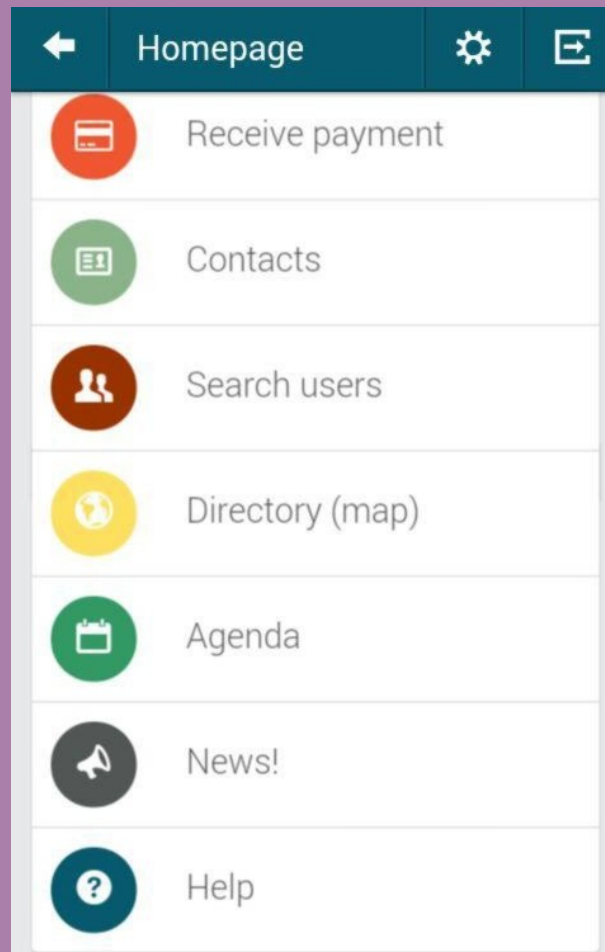 Homepage
Receive payment
Contacts
Search users
Directory (map)
Agenda
News!
Help